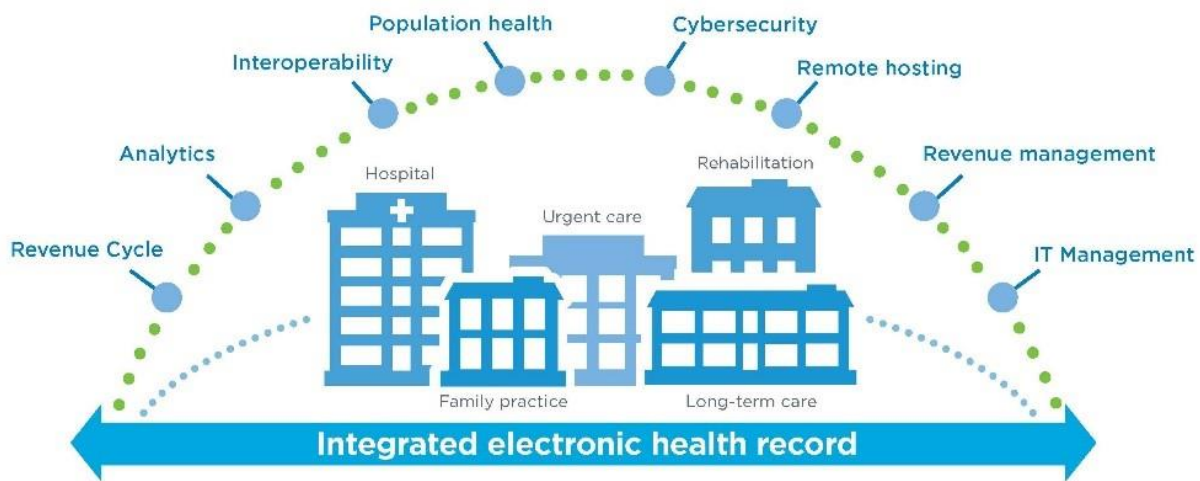 Population health
Cybersecurity
Interoperability
Remote hosting
Analytics
Revenue management
Revenue Cycle
IT Management
Hospital
Rehabilitation
Urgent care
Family practice
Long-term care
Integrated electronic health record